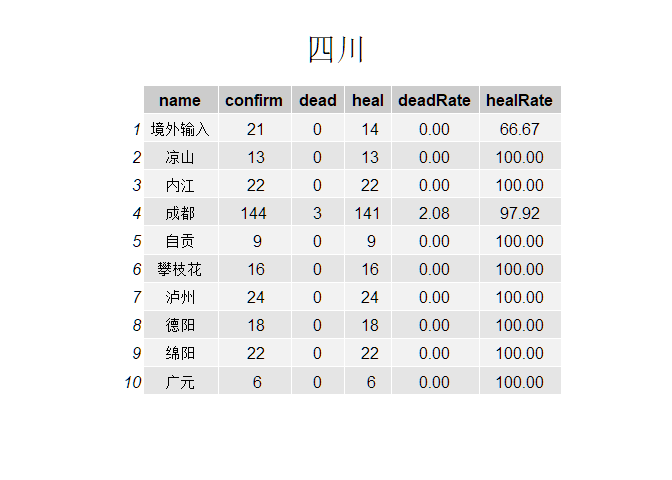 四川
name confirm dead heal deadRate healRate
1 境外输入 21 0 14 0.00 66.67
2 凉山 13 0 13 0.00 100.00
3 内江 22 0 22 0.00 100.00
4 成都 144 3 141 2.08 97.92
5 自贡 9 0 9 0.00 100.00
6 攀枝花 16 0 16 0.00 100.00
7 泸州 24 0 24 0.00 100.00
8 德阳 18 0 18 0.00 100.00
9 绵阳 22 0 22 0.00 100.00
10 广元 6 0 6 0.00 100.00